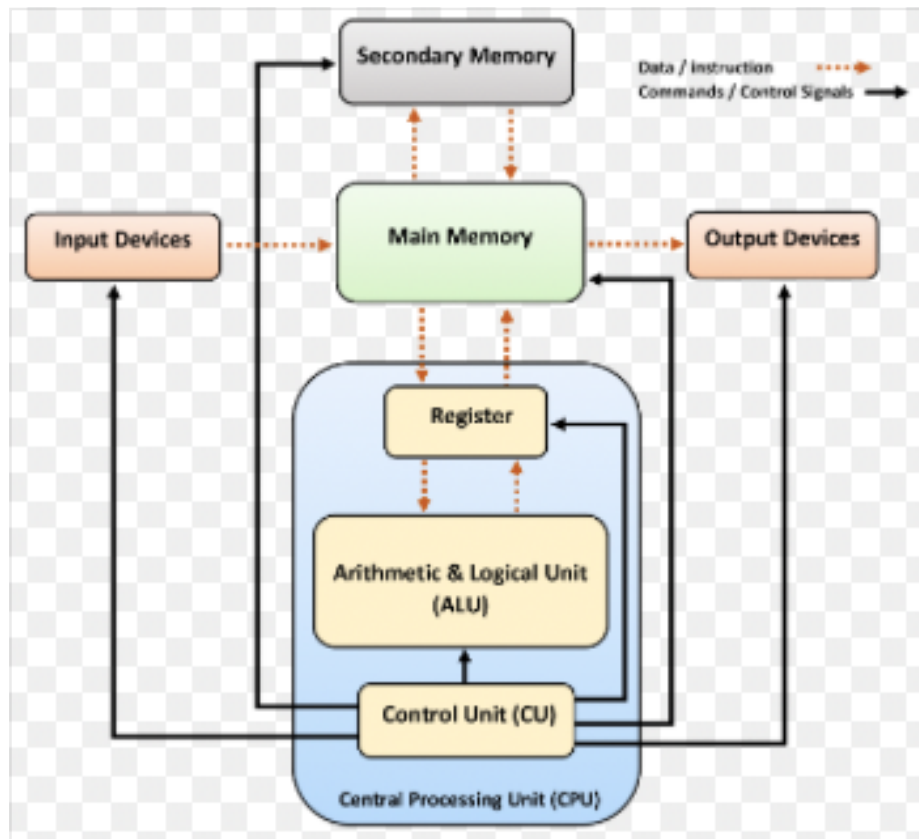 Secondary Memory
Data / Instruction
Commands / Control Signals
Input Devices
Main Memory
Output Devices
Register
Arithmetic & Logical Unit
(ALU)
Control Unit (CU)
Central Processing Unit (CPU)